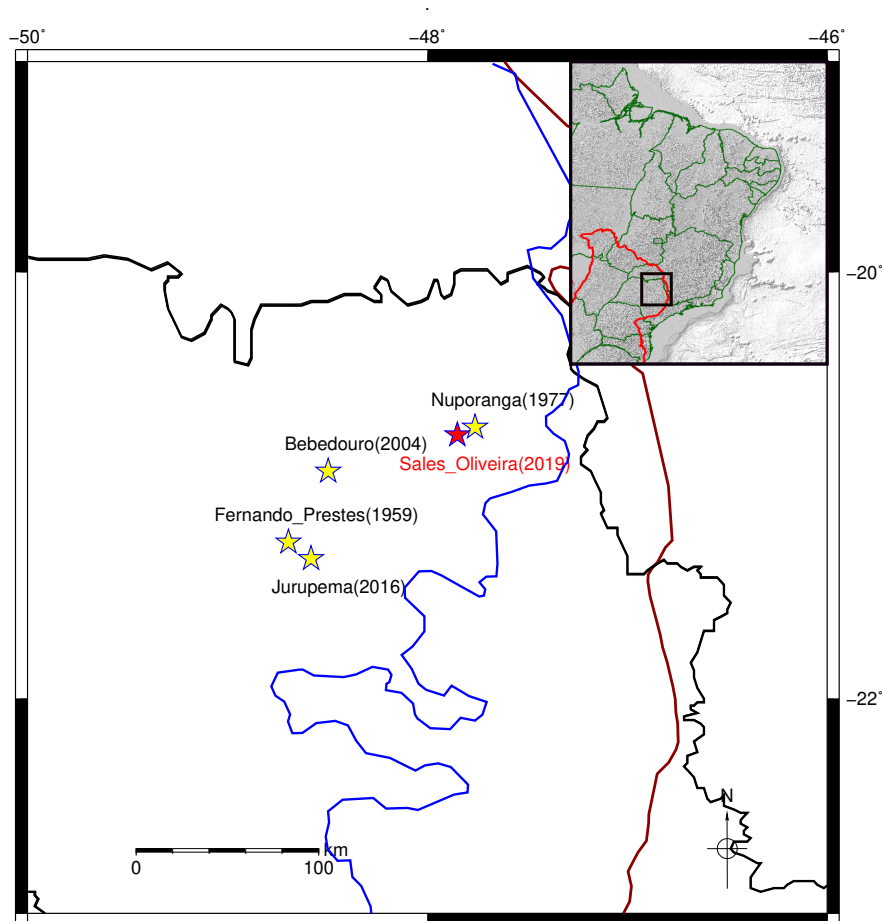 −50˚
−48˚
−46˚
−20˚
Nuporanga(1977)
Bebedouro(2004)
Sales_Oliveira(2019)
Fernando_Prestes(1959)
Jurupema(2016)
−22˚
N
km
0
100